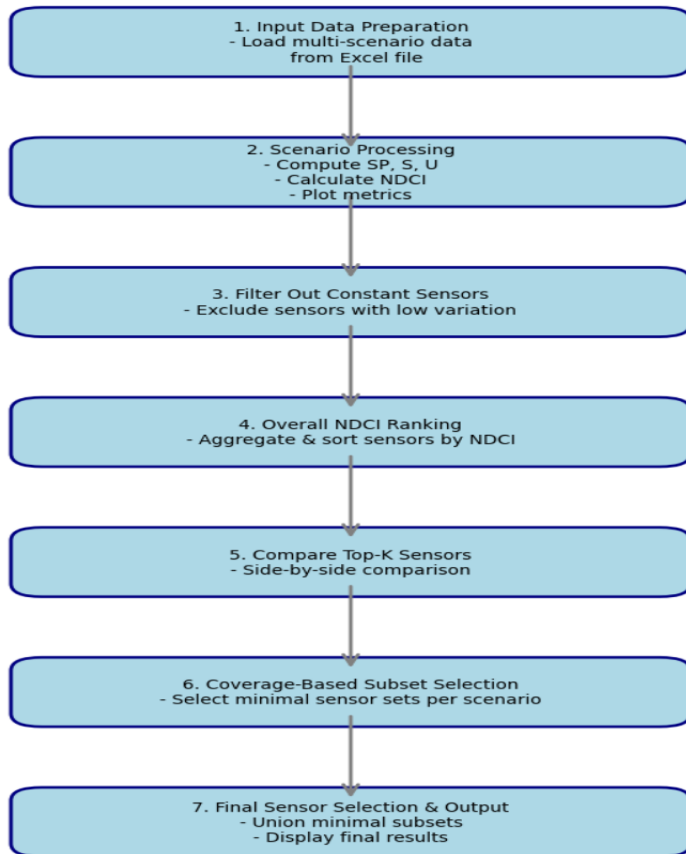 1. Input Data Preparation
- Load multi-scenario data
from Excel file
2. Scenario Processing
- Compute SP, S, U
- Calculate NDCI
- Plot metrics
3. Filter Out Constant Sensors
- Exclude sensors with low variation
4. Overall NDCI Ranking
- Aggregate & sort sensors by NDCI
5. Compare Top-K Sensors
- Side-by-side comparison
6. Coverage-Based Subset Selection
- Select minimal sensor sets per scenario
7. Final Sensor Selection & Output
- Union minimal subsets
- Display final results